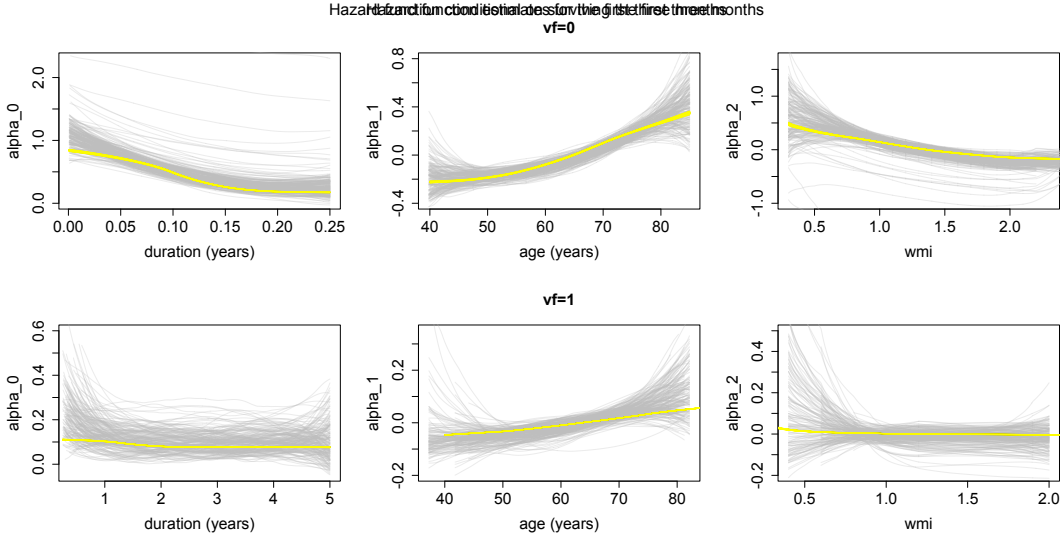 vf=0
alpha_0
0.0 1.0 2.0
0.00 0.05 0.10 0.15 0.20 0.25
duration (years)
alpha_1
-0.4 0.0 0.4 0.8
40 50 60 70 80
age (years)
alpha_2
-1.0 0.0 1.0
0.5 1.0 1.5 2.0
wmi
vf=1
alpha_0
0.0 0.2 0.4 0.6
1 2 3 4 5
duration (years)
alpha_1
-0.2 0.0 0.2
40 50 60 70 80
age (years)
alpha_2
-0.2 0.0 0.2 0.4
0.5 1.0 1.5 2.0
wmi